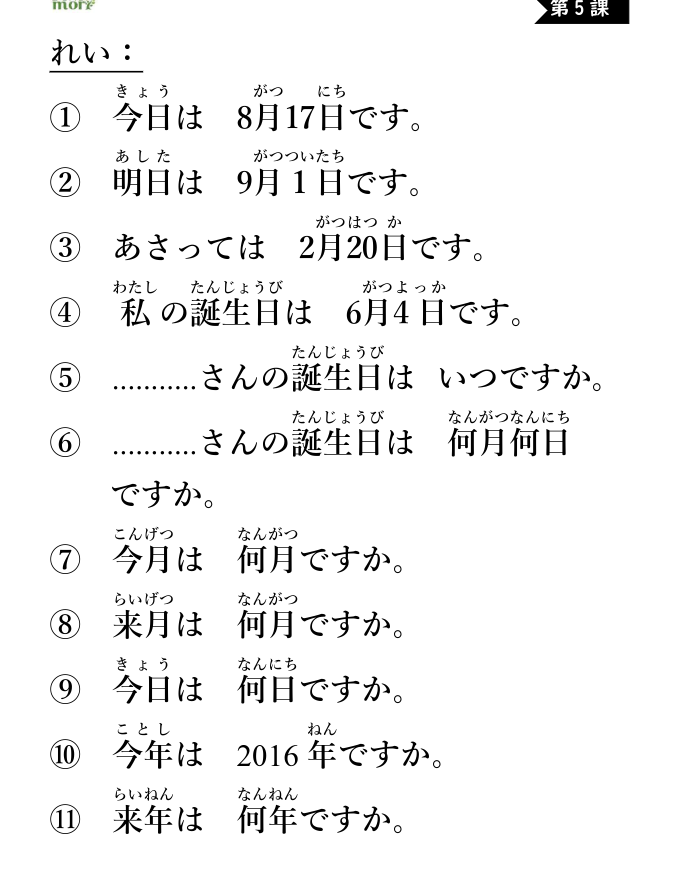 mori
第5課
れい：
きょう がつ にち
① 今日は 8月17日です。
あした がつついたち
② 明日は 9月1日です。
がつはつか
③ あさっては 2月20日です。
わたし たんじょうび がつよっか
④ 私の誕生日は 6月4日です。
たんじょうび
⑤ ...........さんの誕生日は いつですか。
たんじょうび なんがつなんにち
⑥ ...........さんの誕生日は 何月何日
ですか。
こんげつ なんがつ
⑦ 今月は 何月ですか。
らいげつ なんがつ
⑧ 来月は 何月ですか。
きょう なんにち
⑨ 今日は 何日ですか。
ことし ねん
⑩ 今年は 2016年ですか。
らいねん なんねん
⑪ 来年は 何年ですか。